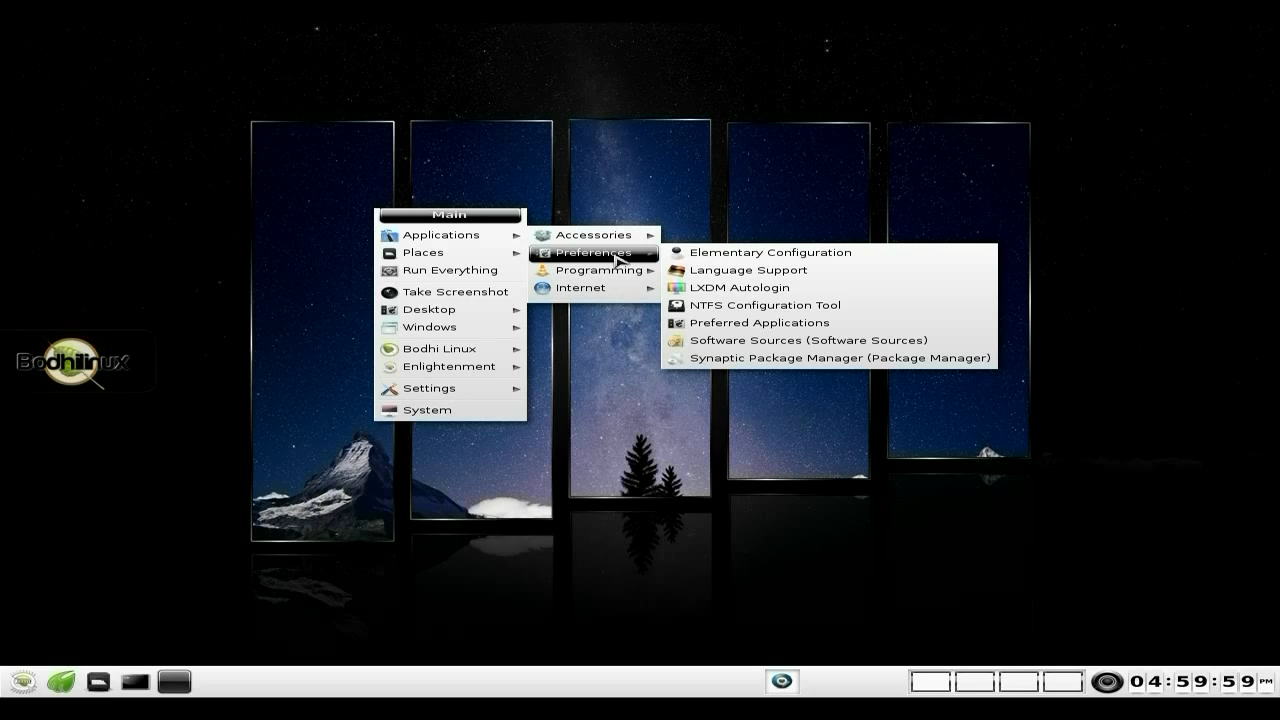 Main
Applications
Places
Run Everything
Take Screenshot
Desktop
Windows
Bodhi Linux
Enlightenment
Settings
System
Accessories
Preferences
Programming
Internet
Elementary Configuration
Language Support
LXDM Autologin
NTFS Configuration Tool
Preferred Applications
Software Sources (Software Sources)
Synaptic Package Manager (Package Manager)
Bodhilinux
04:59:59 PM